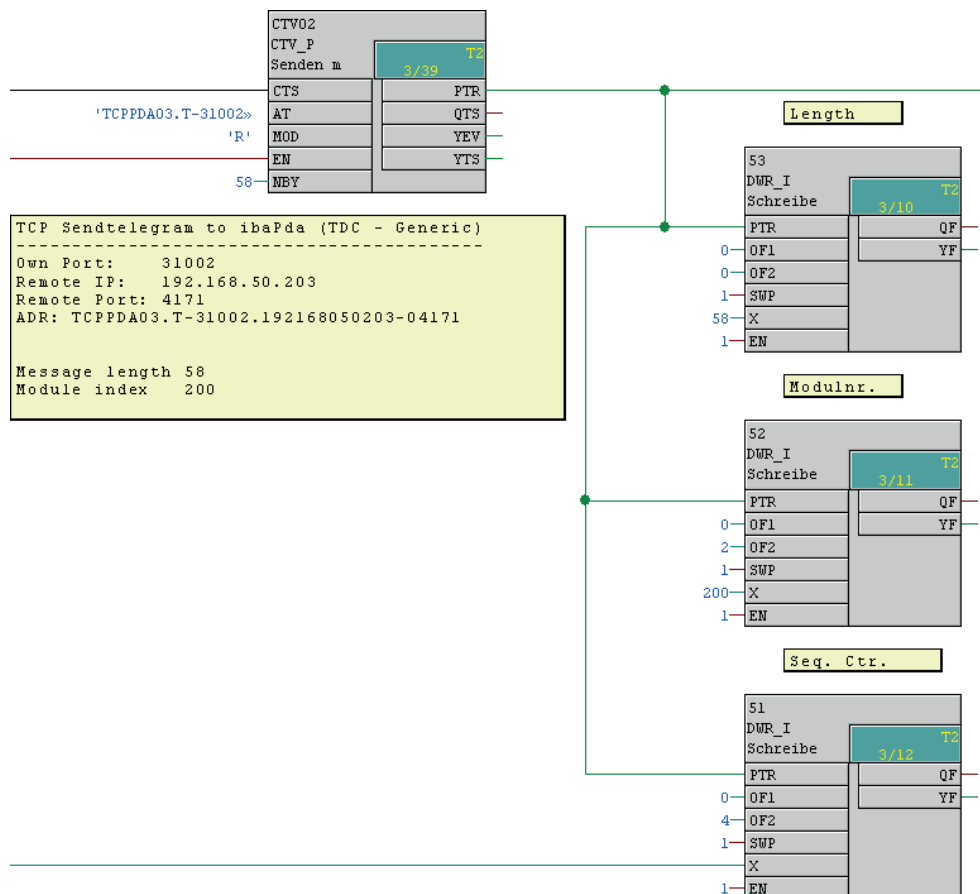 CTV02
CTV_P
Senden m
T2
3/39
CTS PTR
'TCPPDA03.T-31002» AT QTS
'R' MOD YEV
EN YTS
58 NBY
TCP Sendtelegram to ibaPda (TDC - Generic)
------------------------------------------
Own Port: 31002
Remote IP: 192.168.50.203
Remote Port: 4171
ADR: TCPPDA03.T-31002.192168050203-04171
Message length 58
Module index 200
Length
53
DWR_I
Schreibe
T2
3/10
PTR QF
0 OF1 YF
0 OF2
1 SWP
58 X
1 EN
Modulnr.
52
DWR_I
Schreibe
T2
3/11
PTR QF
0 OF1 YF
2 OF2
1 SWP
200 X
1 EN
Seq. Ctr.
51
DWR_I
Schreibe
T2
3/12
PTR QF
0 OF1 YF
4 OF2
1 SWP
X
1 EN